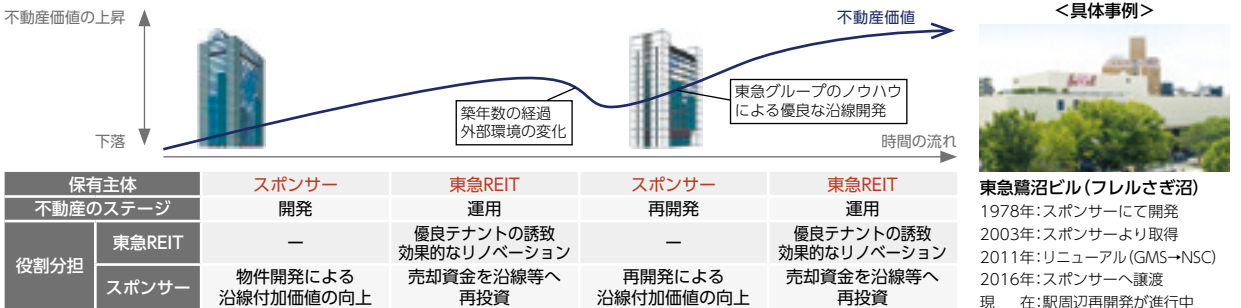 不動産価値の上昇
下落
不動産価値
築年数の経過
外部環境の変化
東急グループのノウハウ
による優良な沿線開発
時間の流れ
保有主体 スポンサー 東急REIT スポンサー 東急REIT
不動産のステージ 開発 運用 再開発 運用
役割分担
東急REIT ー 優良テナントの誘致 ー 優良テナントの誘致
効果的なリノベーション 効果的なリノベーション
スポンサー 物件開発による 売却資金を沿線等へ 再開発による 売却資金を沿線等へ
沿線付加価値の向上 再投資 沿線付加価値の向上 再投資
＜具体事例＞
東急鷺沼ビル（フレルさぎ沼）
1978年：スポンサーにて開発
2003年：スポンサーより取得
2011年：リニューアル（GMS→NSC）
2016年：スポンサーへ譲渡
現　在：駅周辺再開発が進行中